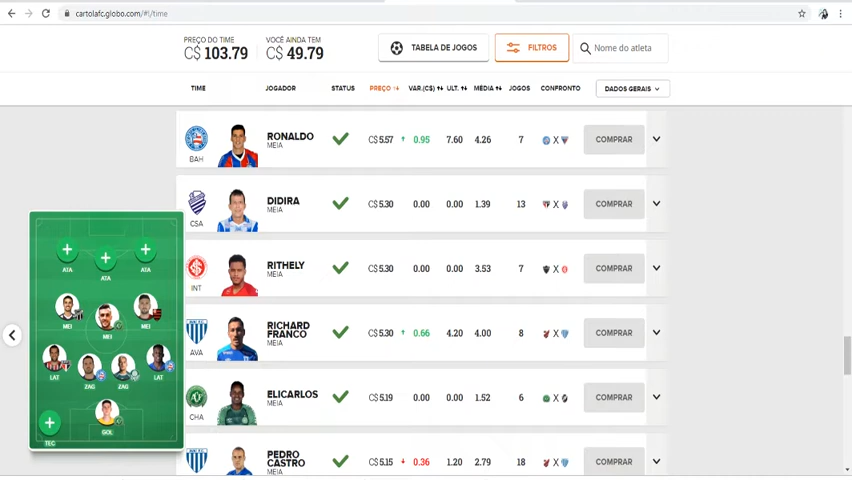 cartolafc.globo.com/#!/time
PREÇO DO TIME
C$ 103.79
VOCÊ AINDA TEM
C$ 49.79
TABELA DE JOGOS
FILTROS
Nome do atleta
TIME JOGADOR STATUS PREÇO VAR.(C$) ULT. MÉDIA JOGOS CONFRONTO DADOS GERAIS
BAH RONALDO MEIA C$ 5.57 0.95 7.60 4.26 7 X COMPRAR
CSA DIDIRA MEIA C$ 5.30 0.00 0.00 1.39 13 X COMPRAR
INT RITHELY MEIA C$ 5.30 0.00 0.00 3.53 7 X COMPRAR
AVA RICHARD FRANCO MEIA C$ 5.30 0.66 4.20 4.00 8 X COMPRAR
CHA ELICARLOS MEIA C$ 5.19 0.00 0.00 1.52 6 X COMPRAR
PEDRO CASTRO MEIA C$ 5.15 0.36 1.20 2.79 18 X COMPRAR
ATA ATA ATA
MEI MEI MEI
LAT ZAG ZAG LAT
GOL
TEC